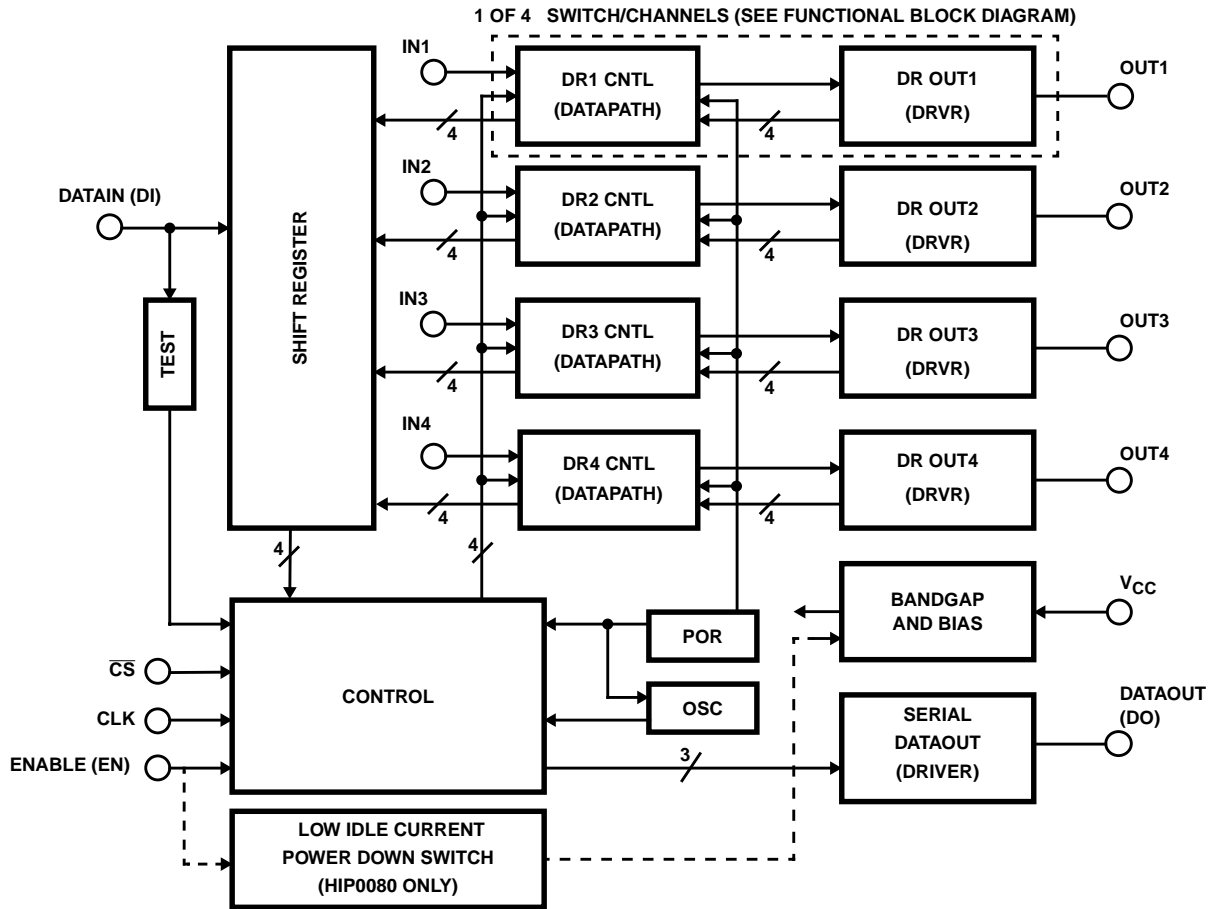 1 OF 4 SWITCH/CHANNELS (SEE FUNCTIONAL BLOCK DIAGRAM)
IN1
DR1 CNTL
(DATAPATH)
DR OUT1
(DRVR)
OUT1
4
4
IN2
DR2 CNTL
(DATAPATH)
DR OUT2
(DRVR)
OUT2
4
4
DATAIN (DI)
SHIFT REGISTER
TEST
IN3
DR3 CNTL
(DATAPATH)
DR OUT3
(DRVR)
OUT3
4
4
IN4
DR4 CNTL
(DATAPATH)
DR OUT4
(DRVR)
OUT4
4
4
4
4
BANDGAP
AND BIAS
VCC
POR
CS
CONTROL
OSC
CLK
SERIAL
DATAOUT
(DRIVER)
DATAOUT
(DO)
ENABLE (EN)
3
LOW IDLE CURRENT
POWER DOWN SWITCH
(HIP0080 ONLY)